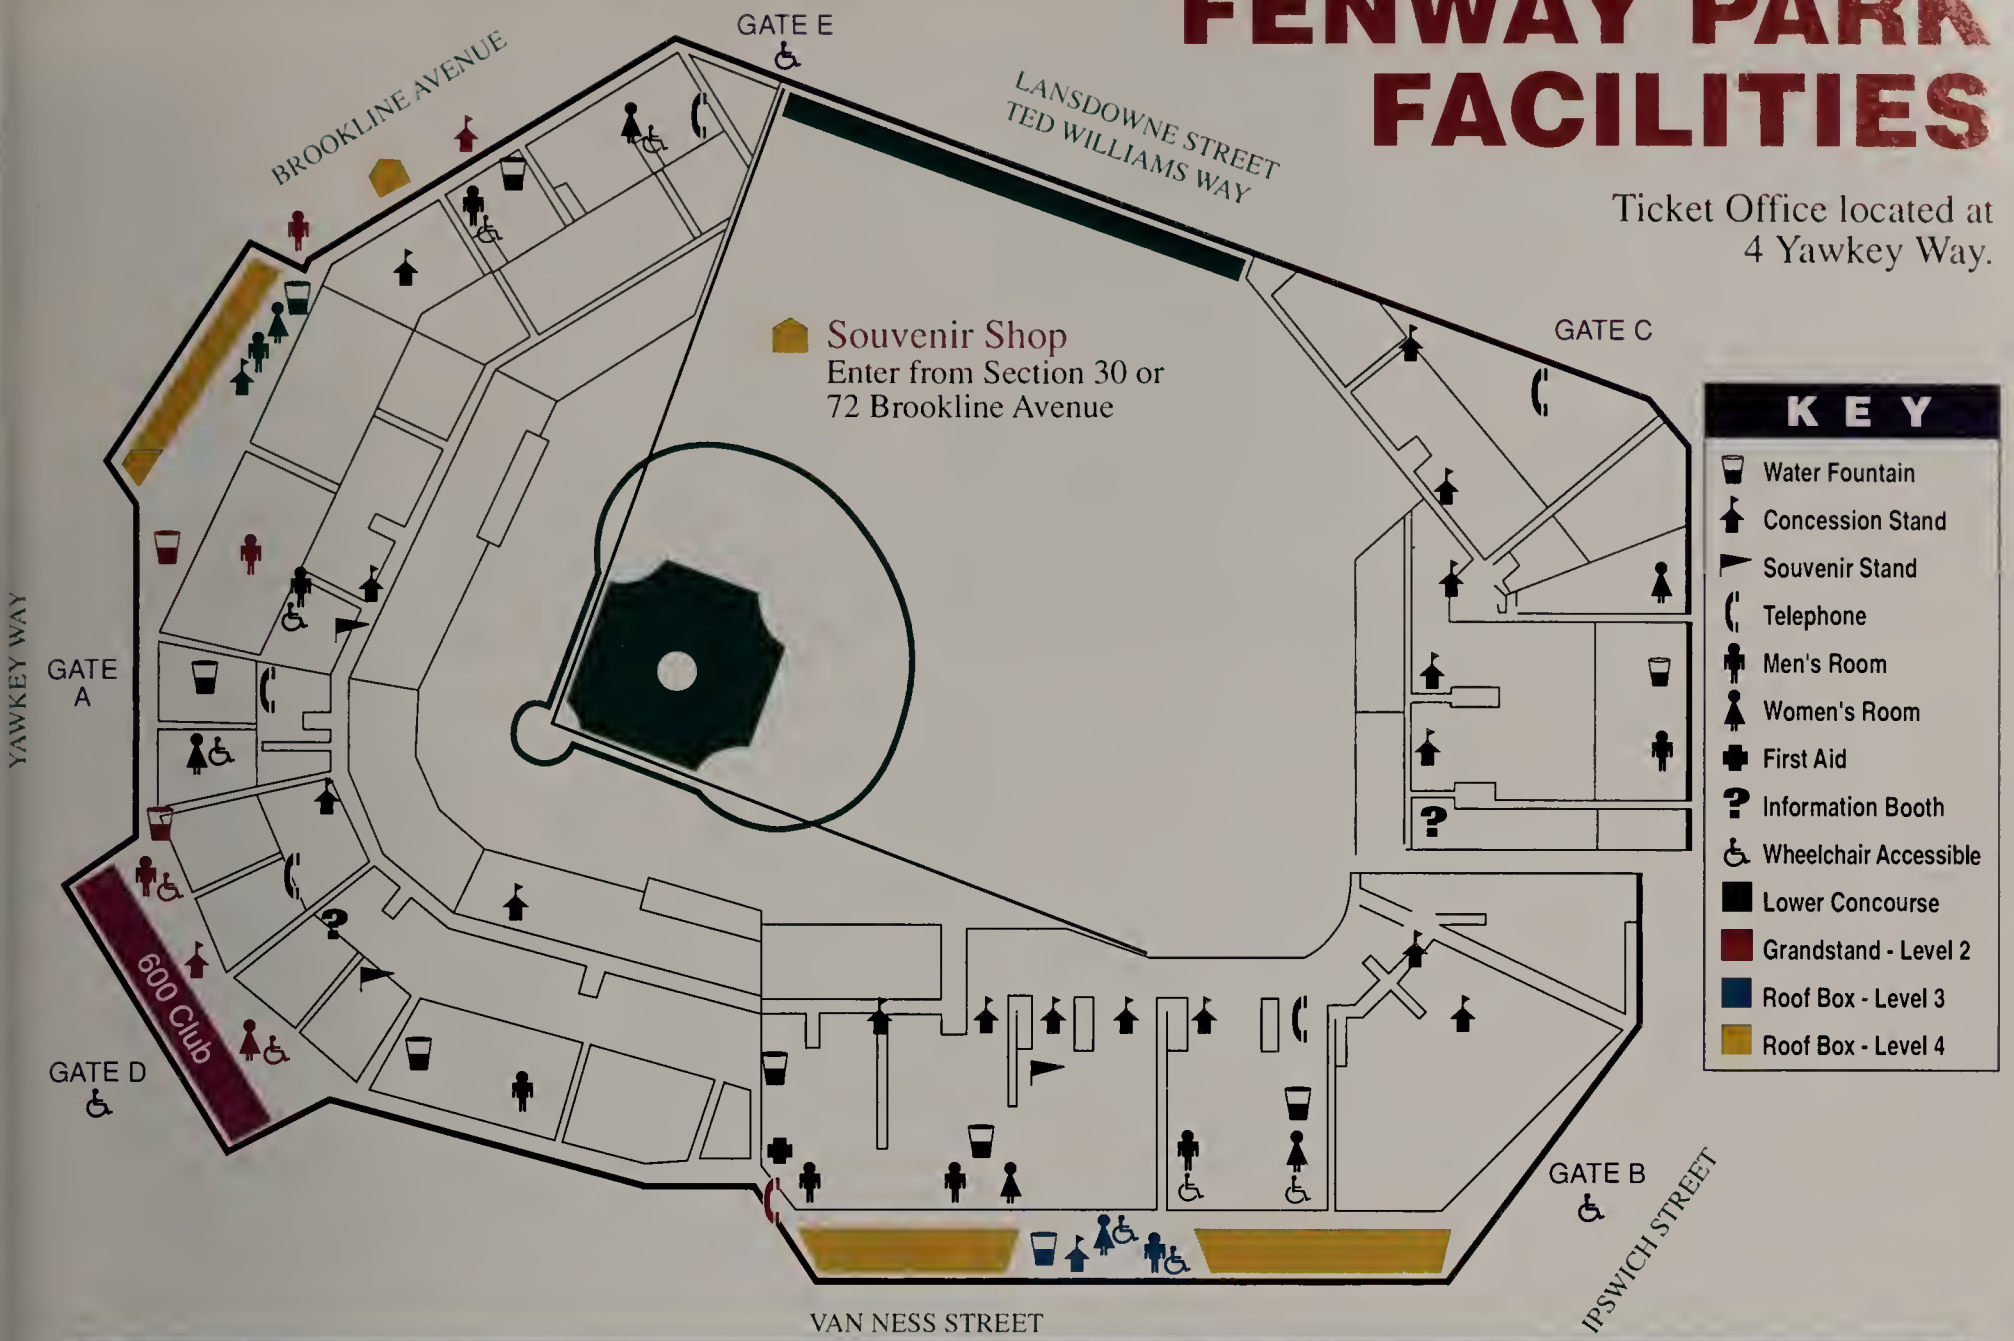 FENWAY PARK
FACILITIES
Ticket Office located at
4 Yawkey Way.
GATE E
BROOKLINE AVENUE
LANSDOWNE STREET
TED WILLIAMS WAY
Souvenir Shop
Enter from Section 30 or
72 Brookline Avenue
GATE C
KEY
Water Fountain
Concession Stand
Souvenir Stand
Telephone
Men's Room
Women's Room
First Aid
? Information Booth
Wheelchair Accessible
Lower Concourse
Grandstand - Level 2
Roof Box - Level 3
Roof Box - Level 4
YAWKEY WAY
GATE
A
?
?
600 Club
GATE D
GATE B
IPSWICH STREET
VAN NESS STREET